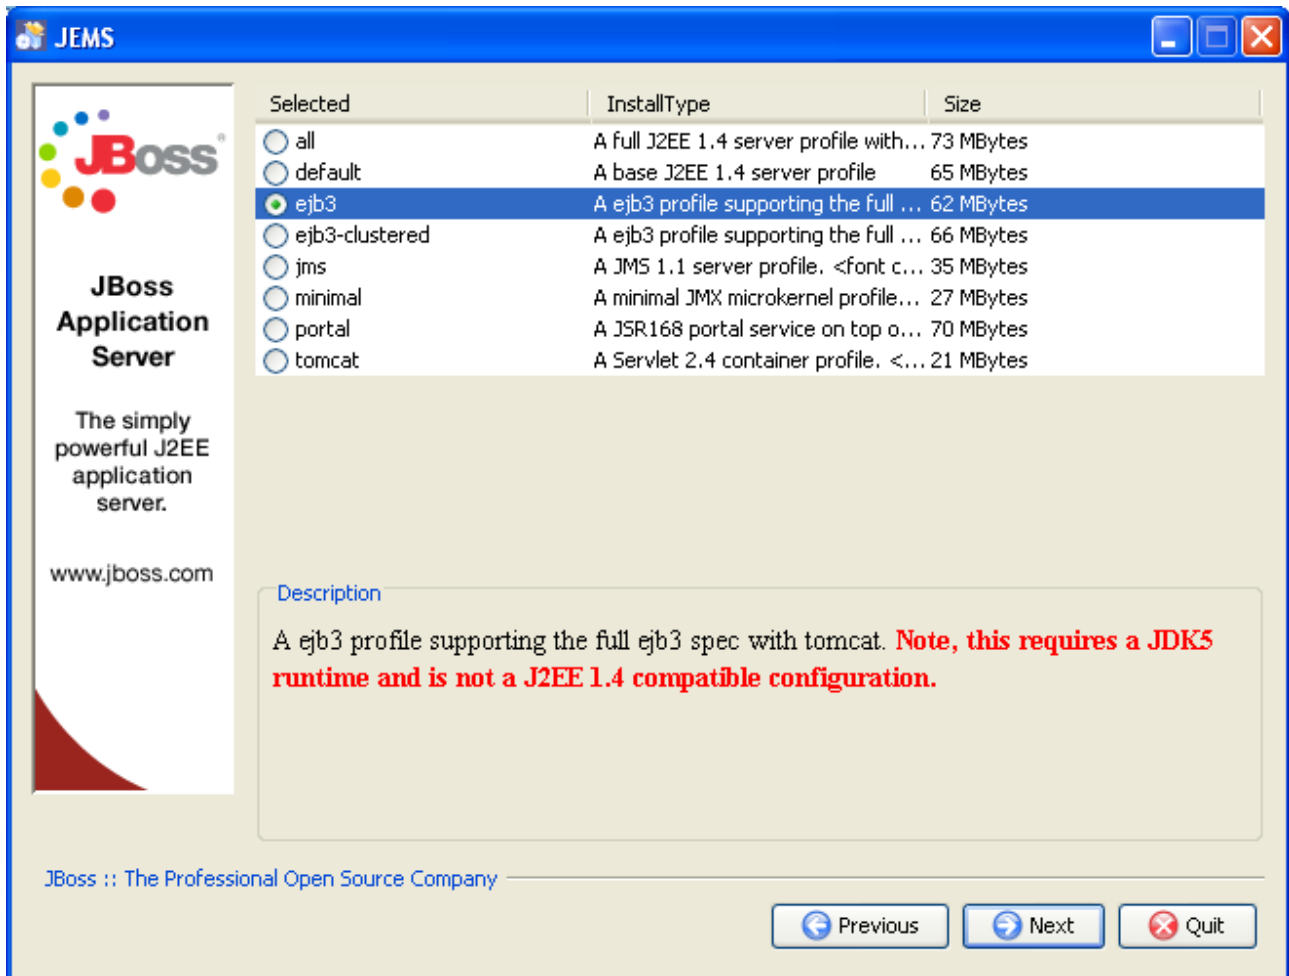 JEMS
JBoss®
JBoss
Application
Server
The simply
powerful J2EE
application
server.
www.jboss.com
Selected InstallType Size
all A full J2EE 1.4 server profile with... 73 MBytes
default A base J2EE 1.4 server profile 65 MBytes
ejb3 A ejb3 profile supporting the full ... 62 MBytes
ejb3-clustered A ejb3 profile supporting the full ... 66 MBytes
jms A JMS 1.1 server profile. <font c... 35 MBytes
minimal A minimal JMX microkernel profile... 27 MBytes
portal A JSR168 portal service on top o... 70 MBytes
tomcat A Servlet 2.4 container profile. <... 21 MBytes
Description
A ejb3 profile supporting the full ejb3 spec with tomcat. Note, this requires a JDK5
runtime and is not a J2EE 1.4 compatible configuration.
JBoss :: The Professional Open Source Company
Previous Next Quit